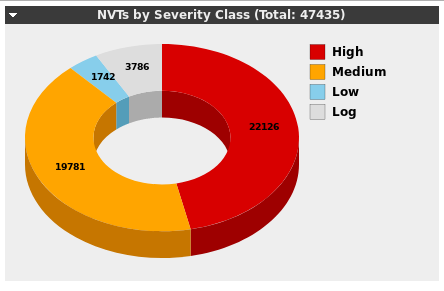 NVTs by Severity Class (Total: 47435)
High
Medium
Low
Log
1742
3786
22126
19781